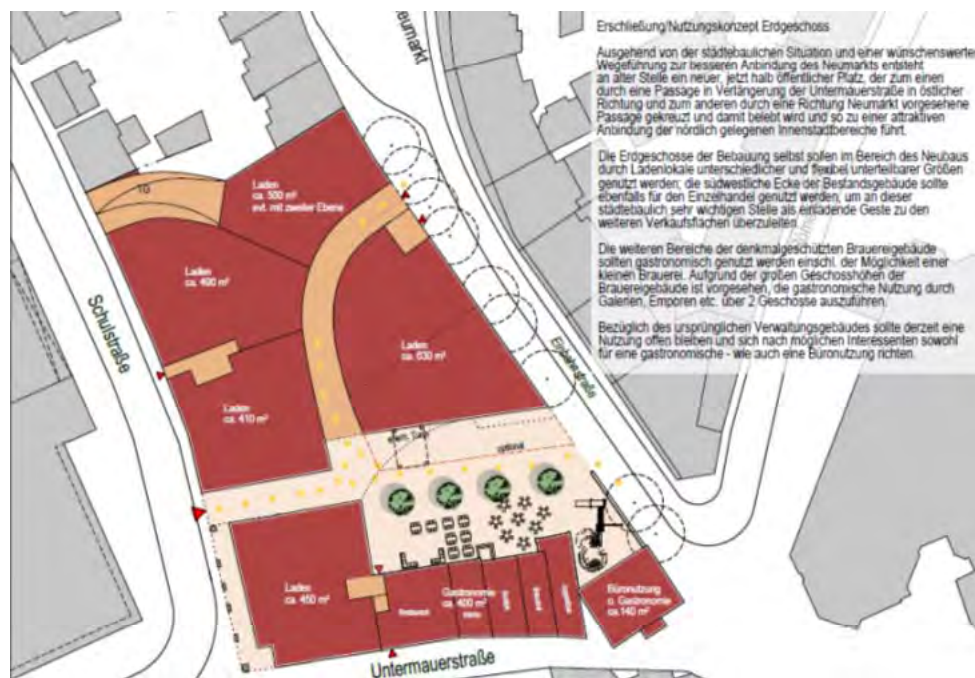 Neumarkt
Erschließung/Nutzungskonzept Erdgeschoss
Ausgehend von der städtebaulichen Situation und einer wünschenswerte
Wegeführung zur besseren Anbindung des Neumarkts entsteht
an alter Stelle ein neuer, jetzt halb öffentlicher Platz, der zum einen
durch eine Passage in Verlängerung der Untermauerstraße in östlicher
Richtung und zum anderen durch eine Richtung Neumarkt vorgesehene
Passage gekreuzt und damit belebt wird und so zu einer attraktiven
Anbindung der nördlich gelegenen Innenstadtbereiche führt.
Die Erdgeschosse der Bebauung selbst sollen im Bereich des Neubaus
durch Ladenlokale unterschiedlicher und flexibel unterteilbarer Größen
genutzt werden; die südwestliche Ecke der Bestandsgebäude sollte
ebenfalls für den Einzelhandel genutzt werden, um an dieser
städtebaulich sehr wichtigen Stelle als einladende Geste zu den
weiteren Verkaufsflächen überzuleiten.
Die weiteren Bereiche der denkmalgeschützten Brauereigebäude
sollten gastronomisch genutzt werden einschl. der Möglichkeit einer
kleinen Brauerei. Aufgrund der großen Geschosshöhen der
Brauereigebäude ist vorgesehen, die gastronomische Nutzung durch
Galerien, Emporen etc. über 2 Geschosse auszuführen.
Bezüglich des ursprünglichen Verwaltungsgebäudes sollte derzeit eine
Nutzung offen bleiben und sich nach möglichen Interessenten sowohl
für eine gastronomische - wie auch eine Büronutzung richten.
TG
Laden
ca. 500 m²
evt. mit zweiter Ebene
Laden
ca. 400 m²
Laden
ca. 630 m²
Laden
ca. 410 m²
Schulstraße
optional
Laden
ca. 450 m²
Restaurant
Gastronomie
ca. 400 m²
Büronutzung
o. Gastronomie
ca. 140 m²
Untermauerstraße